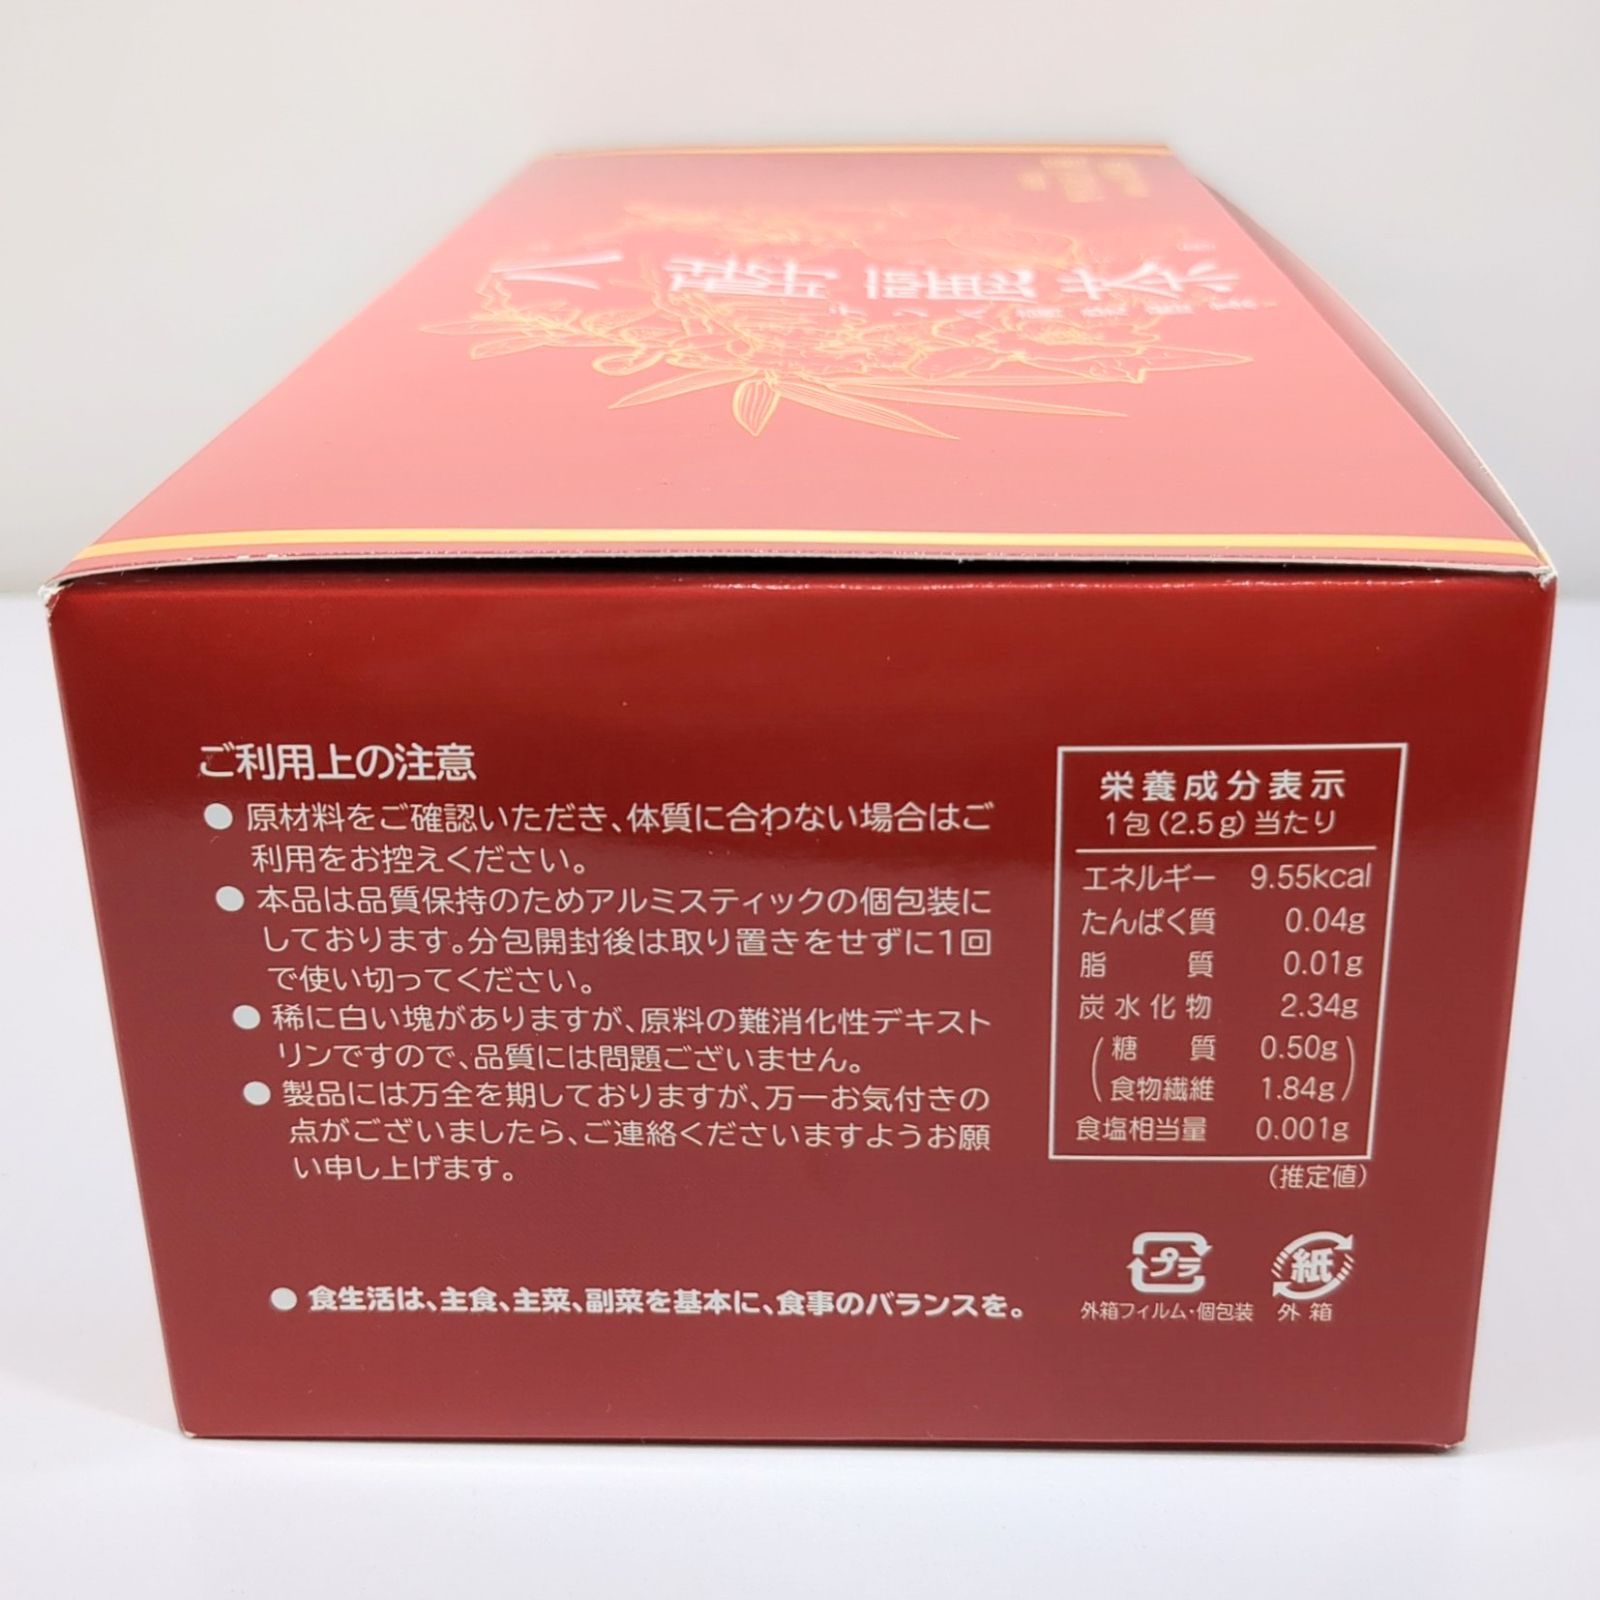 ご利用上の注意
● 原材料をご確認いただき、体質に合わない場合はご
利用をお控えください。
● 本品は品質保持のためアルミスティックの個包装に
しております。分包開封後は取り置きをせずに1回
で使い切ってください。
● 稀に白い塊がありますが、原料の難消化性デキスト
リンですので、品質には問題ございません。
● 製品には万全を期しておりますが、万一お気付きの
点がございましたら、ご連絡くださいますようお願
い申し上げます。
● 食生活は、主食、主菜、副菜を基本に、食事のバランスを。
栄養成分表示
1包(2.5g)当たり
エネルギー 9.55kcal
たんぱく質 0.04g
脂質 0.01g
炭水化物 2.34g
糖質 0.50g
食物繊維 1.84g
食塩相当量 0.001g
(推定値)
プラ
外箱フィルム・個包装
紙
外箱